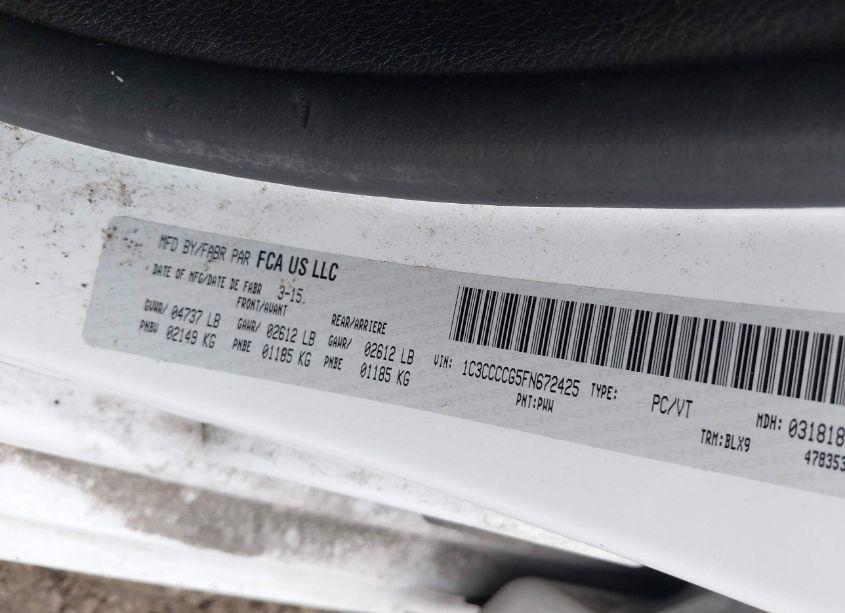 MFD BY/FABR PAR FCA US LLC
DATE OF MFG/DATE DE FABR 3-15
FRONT/AVANT REAR/ARRIERE
GVWR/ 04737 LB GAWR/ 02612 LB GAWR/ 02612 LB
PNBV 02149 KG PNBE 01185 KG PNBE 01185 KG
VIN: 1C3CCCCG5FN672425 TYPE: PC/VT MDH: 031818
PNT:PWW TRM:BLX9
478353